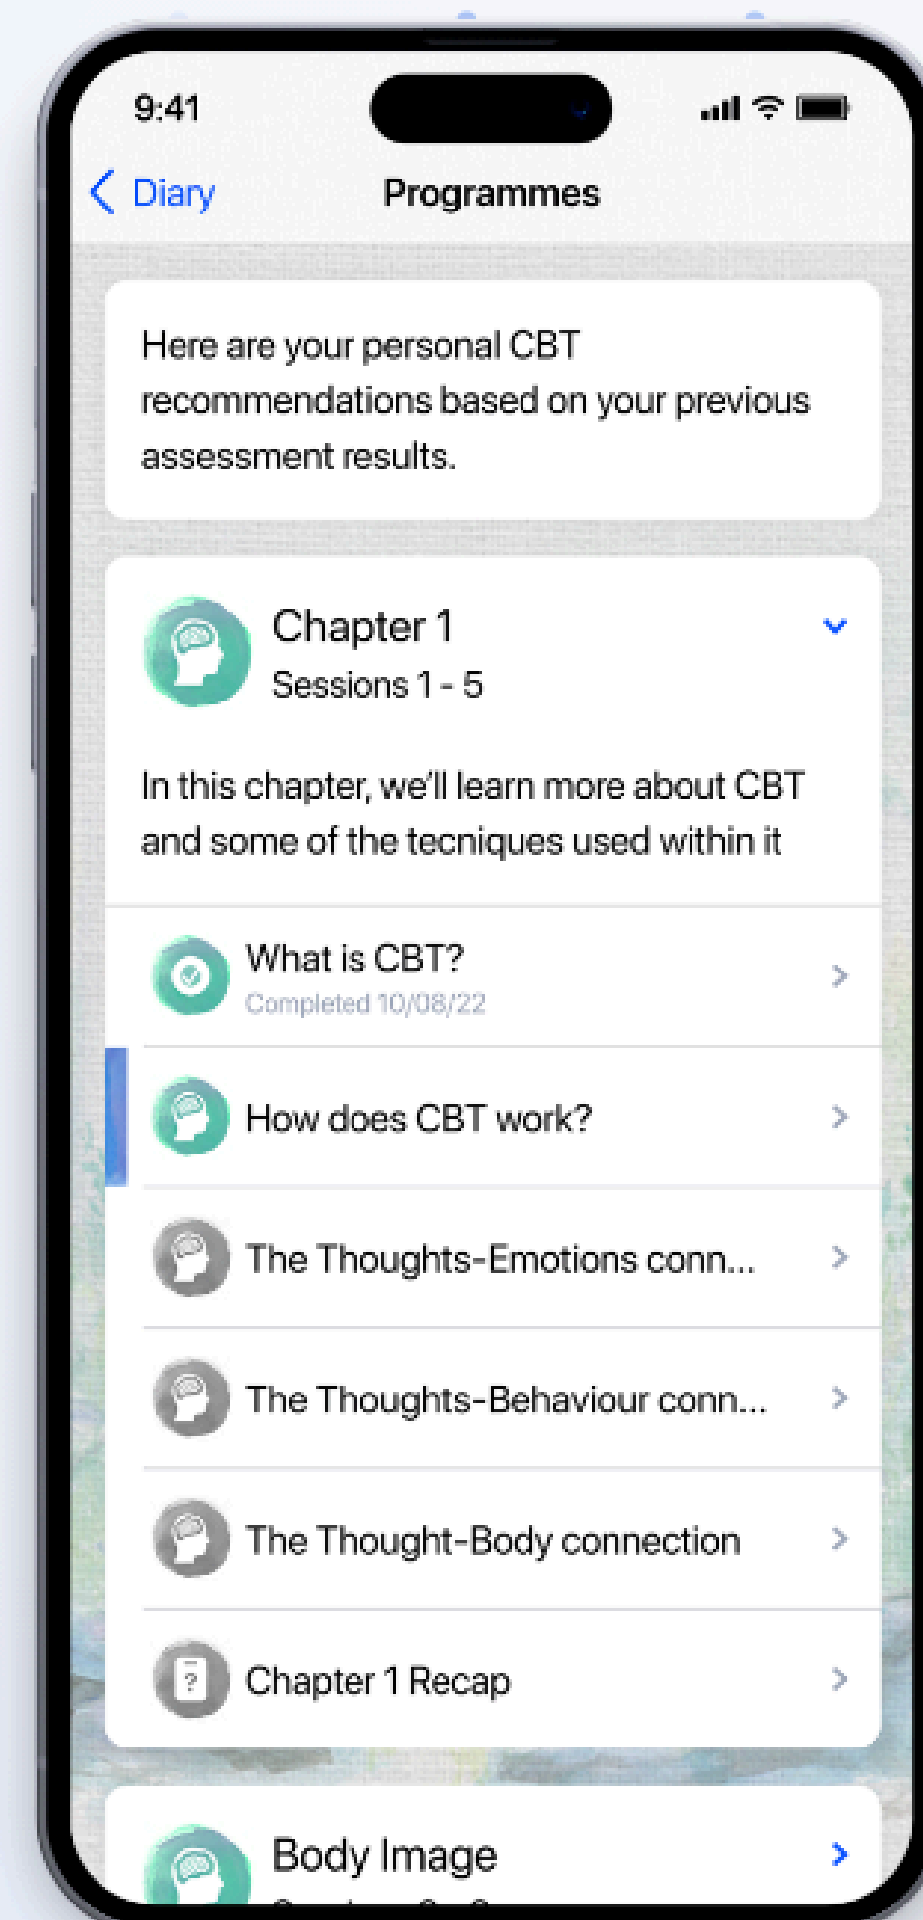 9:41
Diary
Programmes
Here are your personal CBT
recommendations based on your previous
assessment results.
Chapter 1
Sessions 1 - 5
In this chapter, we'll learn more about CBT
and some of the tecniques used within it
What is CBT?
Completed 10/08/22
How does CBT work?
The Thoughts-Emotions conn...
The Thoughts-Behaviour conn...
The Thought-Body connection
?
Chapter 1 Recap
Body Image